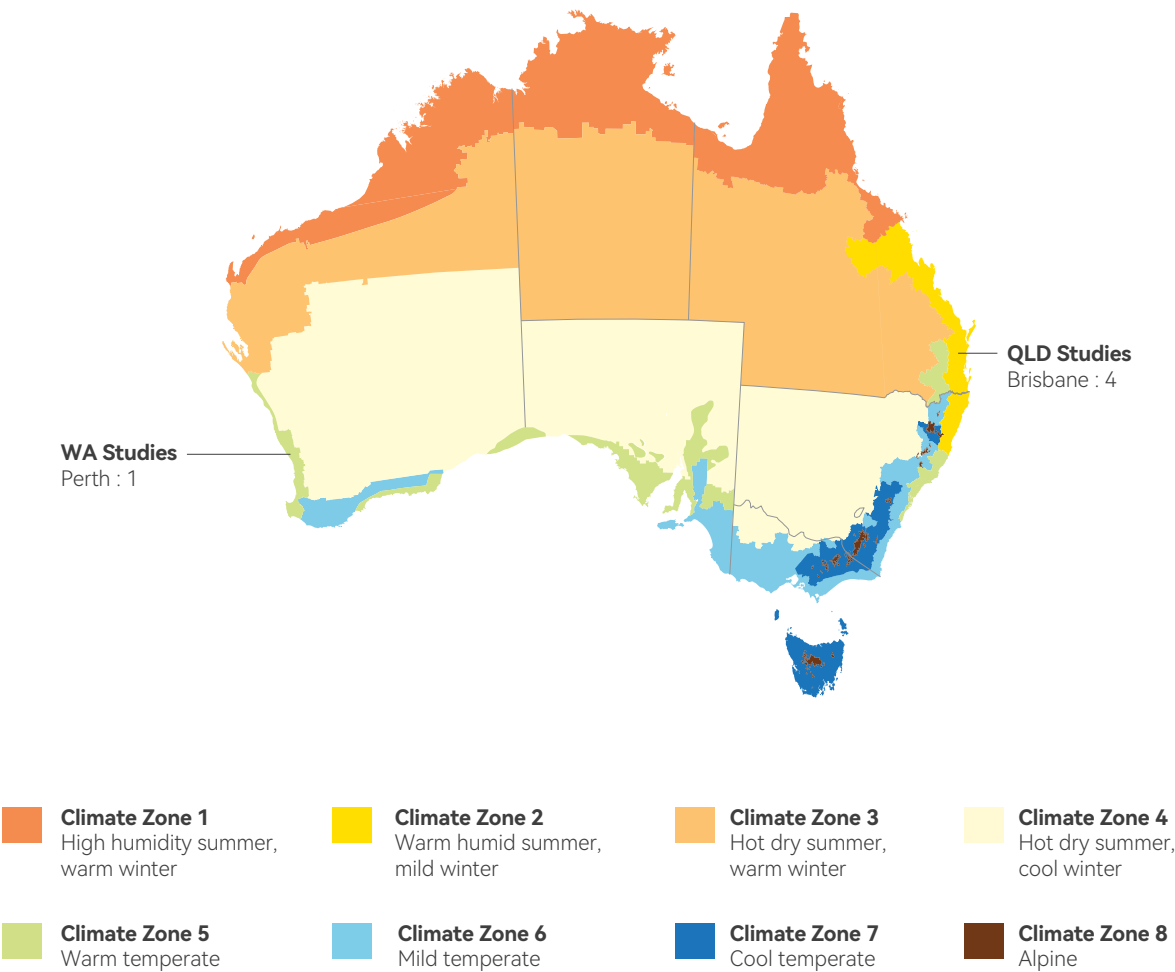 QLD Studies
Brisbane : 4
WA Studies
Perth : 1
Climate Zone 1
High humidity summer,
warm winter
Climate Zone 2
Warm humid summer,
mild winter
Climate Zone 3
Hot dry summer,
warm winter
Climate Zone 4
Hot dry summer,
cool winter
Climate Zone 5
Warm temperate
Climate Zone 6
Mild temperate
Climate Zone 7
Cool temperate
Climate Zone 8
Alpine